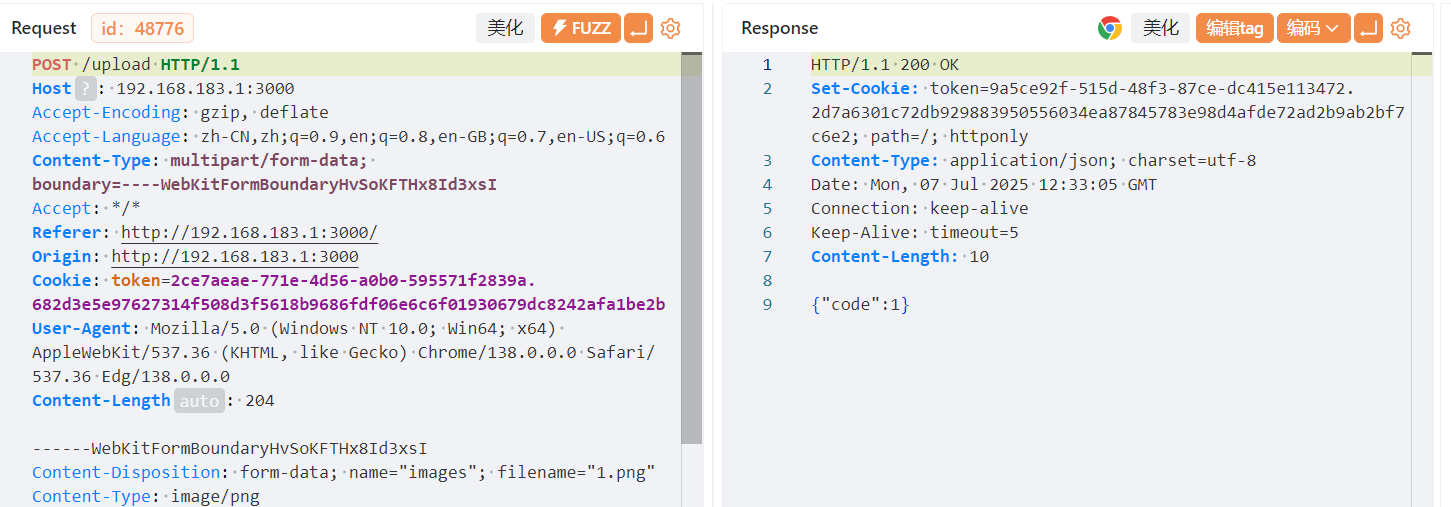 Request id: 48776 美化 FUZZ
POST /upload HTTP/1.1
Host ? : 192.168.183.1:3000
Accept-Encoding: gzip, deflate
Accept-Language: zh-CN,zh;q=0.9,en;q=0.8,en-GB;q=0.7,en-US;q=0.6
Content-Type: multipart/form-data;
boundary=----WebKitFormBoundaryHvSoKFTHx8Id3xsI
Accept: */*
Referer: http://192.168.183.1:3000/
Origin: http://192.168.183.1:3000
Cookie: token=2ce7aeae-771e-4d56-a0b0-595571f2839a.
682d3e5e97627314f508d3f5618b9686fdf06e6c6f01930679dc8242afa1be2b
User-Agent: Mozilla/5.0 (Windows NT 10.0; Win64; x64)
AppleWebKit/537.36 (KHTML, like Gecko) Chrome/138.0.0.0 Safari/
537.36 Edg/138.0.0.0
Content-Length auto : 204
------WebKitFormBoundaryHvSoKFTHx8Id3xsI
Content-Disposition: form-data; name="images"; filename="1.png"
Content-Type: image/png
Response 美化 编辑tag 编码
1 HTTP/1.1 200 OK
2 Set-Cookie: token=9a5ce92f-515d-48f3-87ce-dc415e113472.
2d7a6301c72db929883950556034ea87845783e98d4afde72ad2b9ab2bf7
c6e2; path=/; httponly
3 Content-Type: application/json; charset=utf-8
4 Date: Mon, 07 Jul 2025 12:33:05 GMT
5 Connection: keep-alive
6 Keep-Alive: timeout=5
7 Content-Length: 10
8
9 {"code":1}